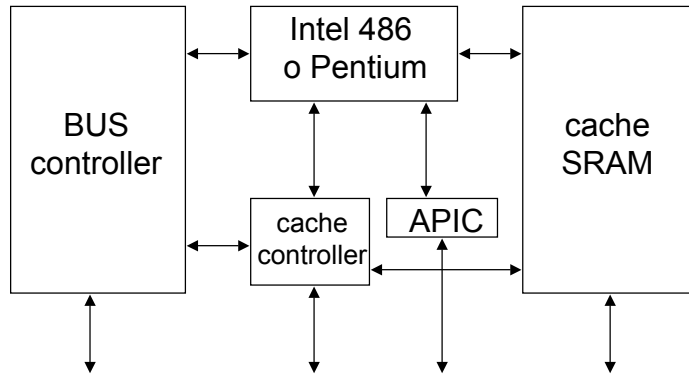 Intel 486
o Pentium
BUS
controller
cache
SRAM
cache
controller
APIC